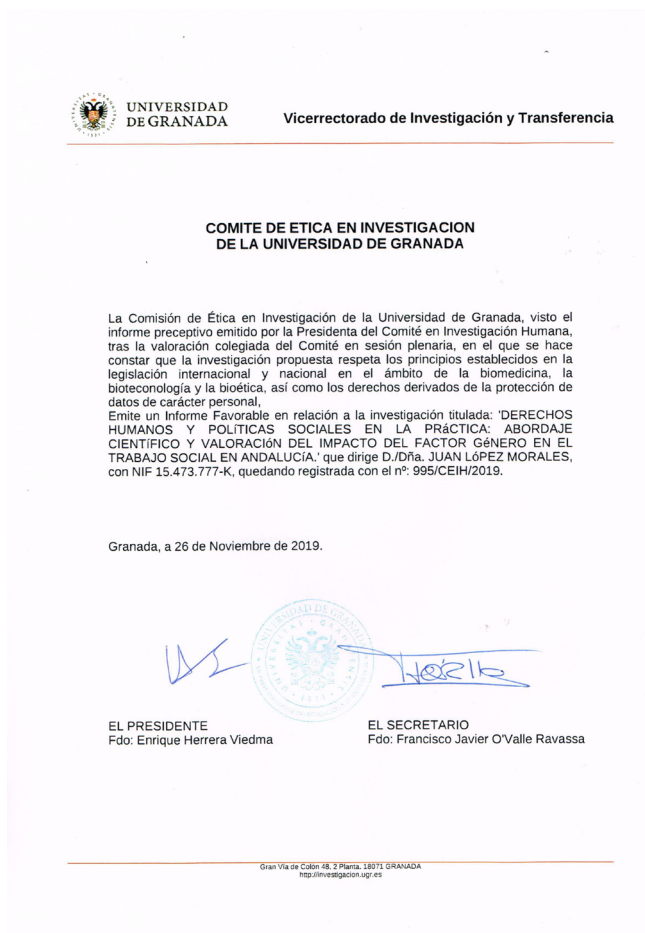 UNIVERSIDAD
DE GRANADA
Vicerrectorado de Investigación y Transferencia
COMITE DE ETICA EN INVESTIGACION
DE LA UNIVERSIDAD DE GRANADA
La Comisión de Ética en Investigación de la Universidad de Granada, visto el
informe preceptivo emitido por la Presidenta del Comité en Investigación Humana,
tras la valoración colegiada del Comité en sesión plenaria, en el que se hace
constar que la investigación propuesta respeta los principios establecidos en la
legislación internacional y nacional en el ámbito de la biomedicina, la
bioteconología y la bioética, así como los derechos derivados de la protección de
datos de carácter personal,
Emite un Informe Favorable en relación a la investigación titulada: 'DERECHOS
HUMANOS Y POLíTICAS SOCIALES EN LA PRáCTICA: ABORDAJE
CIENTíFICO Y VALORACIóN DEL IMPACTO DEL FACTOR GéNERO EN EL
TRABAJO SOCIAL EN ANDALUCíA.' que dirige D./Dña. JUAN LóPEZ MORALES,
con NIF 15.473.777-K, quedando registrada con el nº: 995/CEIH/2019.
Granada, a 26 de Noviembre de 2019.
UNIVERSIDAD DE GRANADA
EL PRESIDENTE
Fdo: Enrique Herrera Viedma
EL SECRETARIO
Fdo: Francisco Javier O'Valle Ravassa
Gran Vía de Colón 48, 2 Planta. 18071 GRANADA
http://investigacion.ugr.es